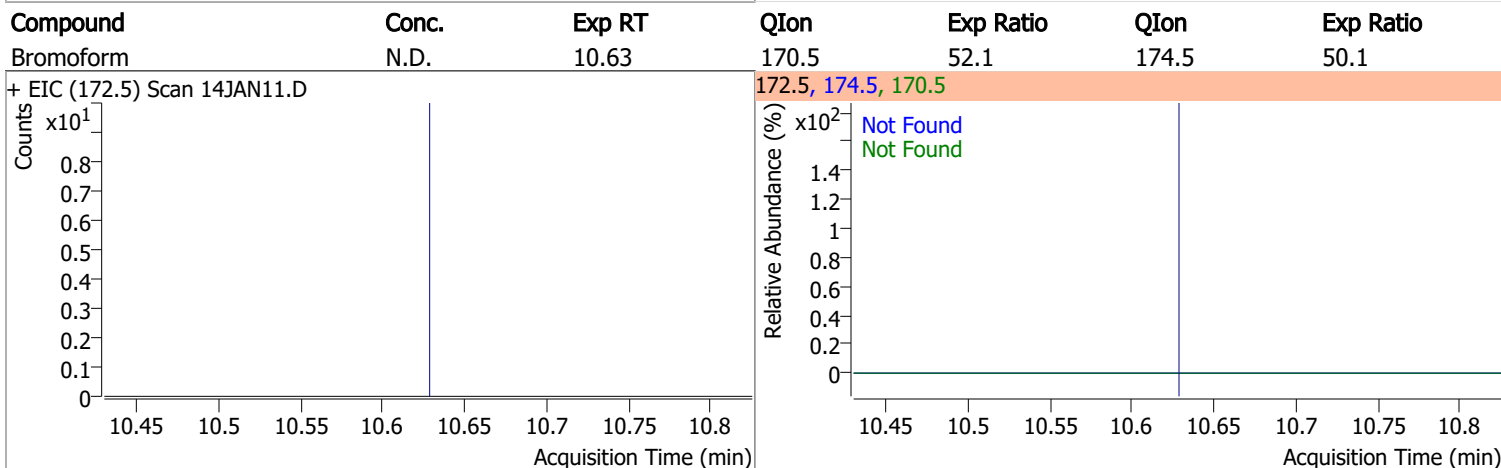 Compound Conc. Exp RT QIon Exp Ratio QIon Exp Ratio
Bromoform N.D. 10.63 170.5 52.1 174.5 50.1
+ EIC (172.5) Scan 14JAN11.D
Counts
x10¹
0.8
0.7
0.6
0.5
0.4
0.3
0.2
0.1
0
10.45 10.5 10.55 10.6 10.65 10.7 10.75 10.8
Acquisition Time (min)
172.5, 174.5, 170.5
Relative Abundance (%)
x10²
Not Found
Not Found
1.4
1.2
1
0.8
0.6
0.4
0.2
0
10.45 10.5 10.55 10.6 10.65 10.7 10.75 10.8
Acquisition Time (min)